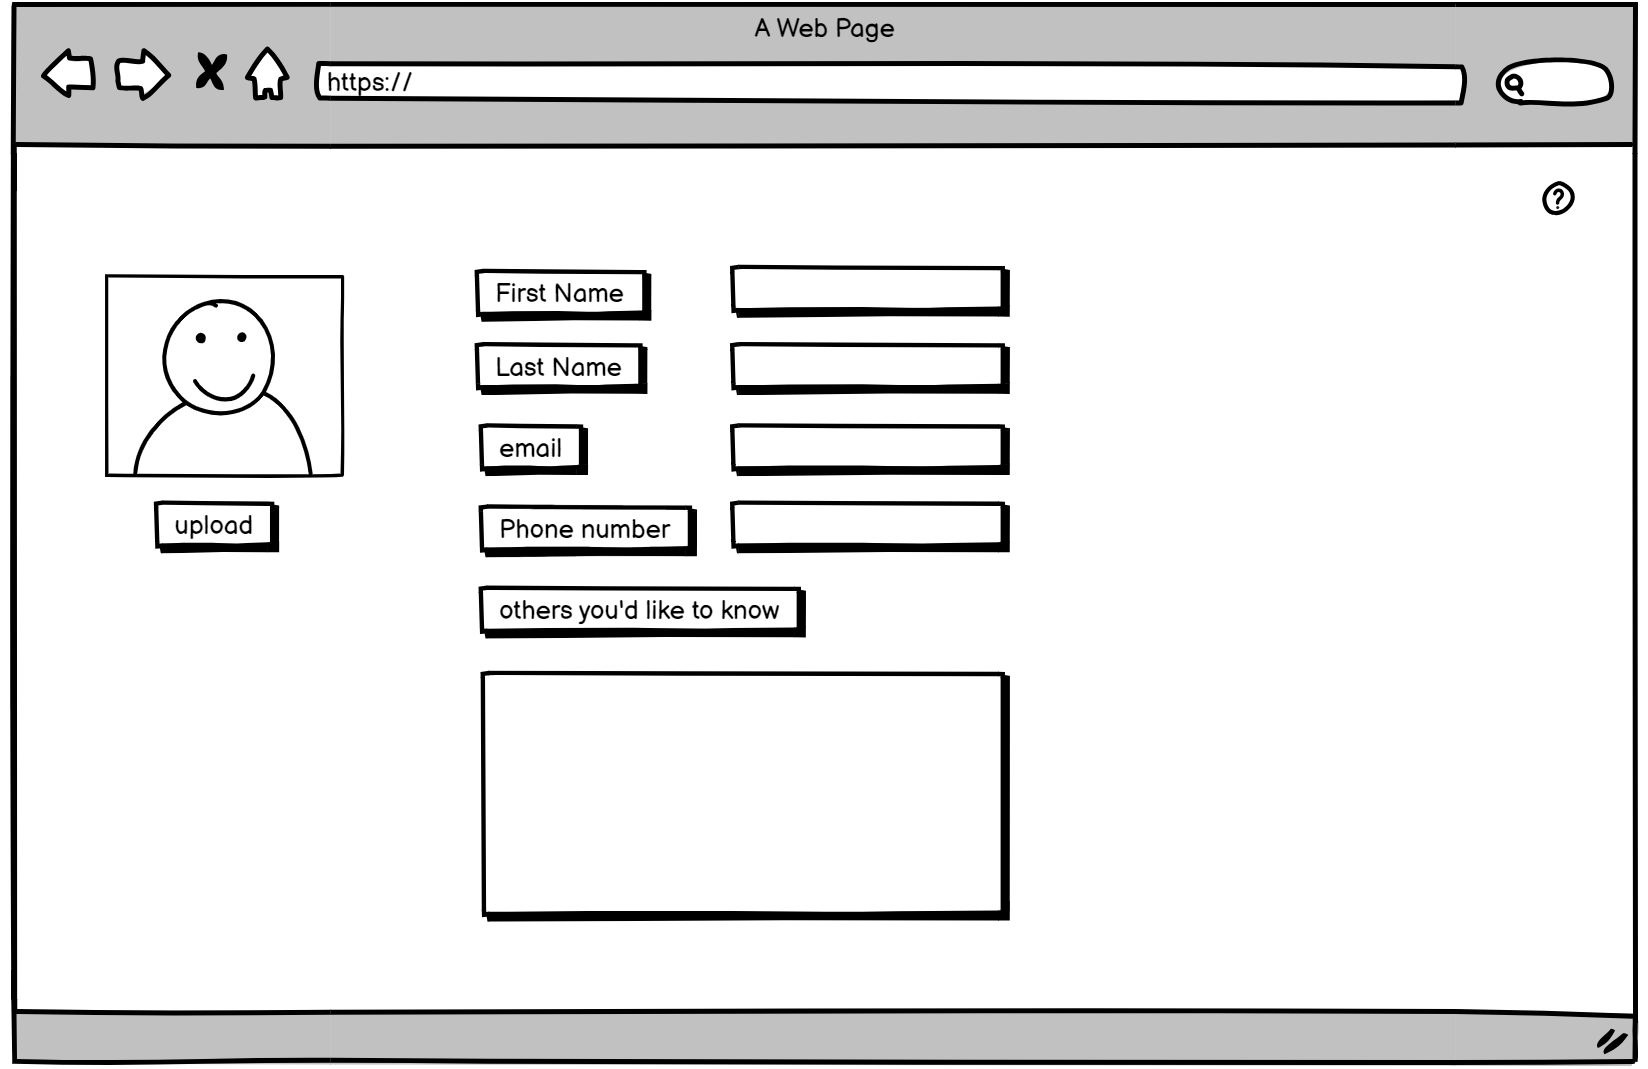 A Web Page
https://
?
First Name
Last Name
email
upload
Phone number
others you'd like to know